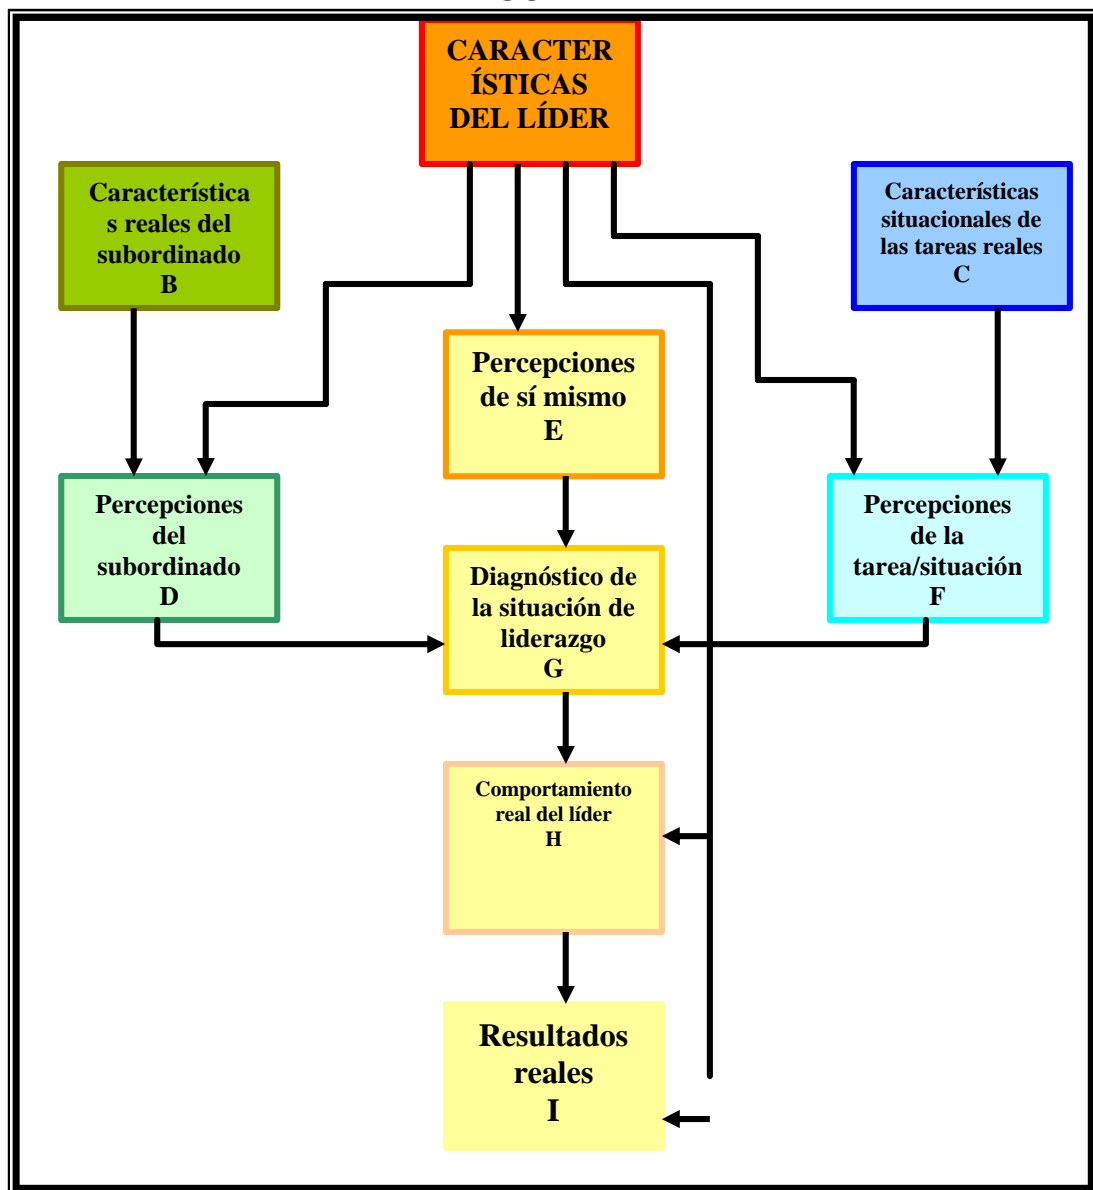 CARACTER
ÍSTICAS
DEL LÍDER
Característica
s reales del
subordinado
B
Características
situacionales de
las tareas reales
C
Percepciones
de sí mismo
E
Percepciones
del
subordinado
D
Percepciones
de la
tarea/situación
F
Diagnóstico de
la situación de
liderazgo
G
Comportamiento
real del líder
H
Resultados
reales
I